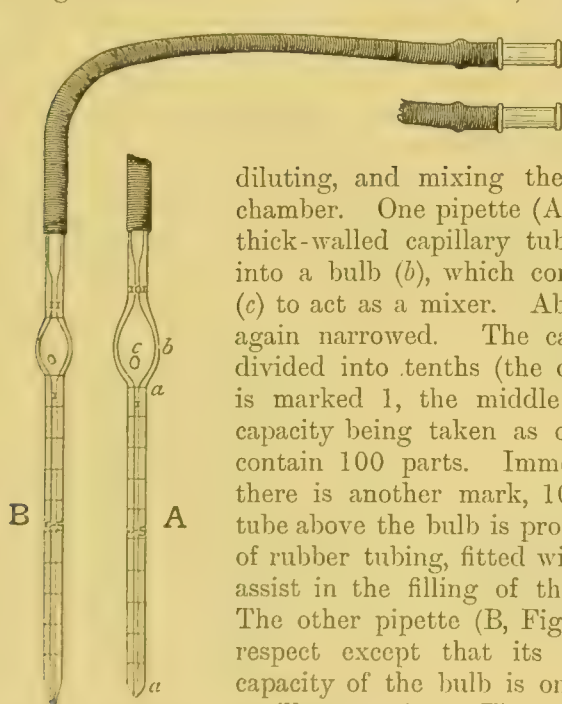 diluting, and mixing the
chamber. One pipette (A
thick-walled capillary tub
into a bulb (b), which con
(c) to act as a mixer. Ab
again narrowed. The ca
divided into tenths (the
is marked 1, the middle
capacity being taken as
contain 100 parts. Imme
there is another mark, 10
tube above the bulb is pro
of rubber tubing, fitted wi
assist in the filling of th
The other pipette (B, Fig
respect except that its
capacity of the bulb is on
c
b
a
B
A
a